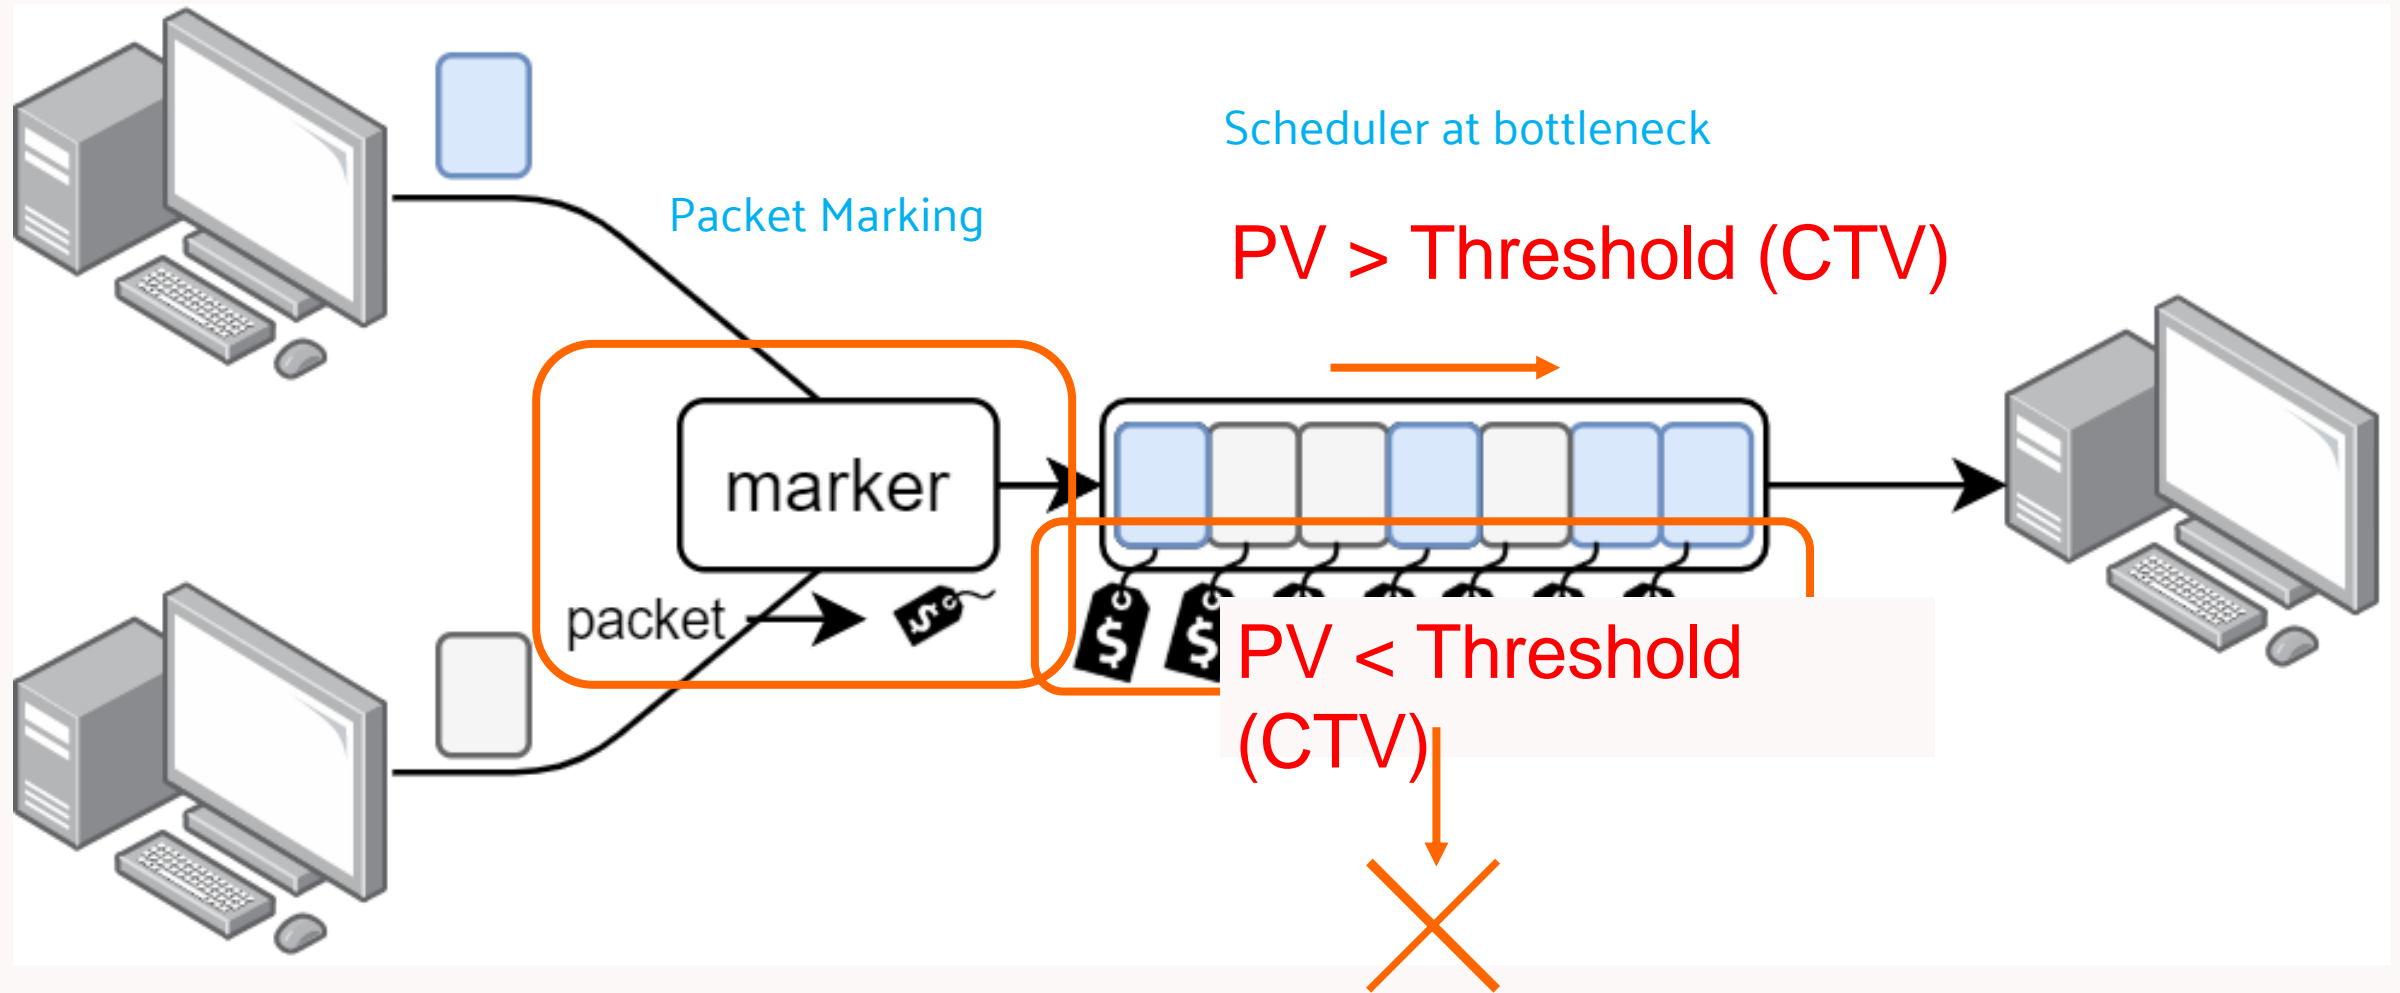 Scheduler at bottleneck
Packet Marking
PV > Threshold (CTV)
marker
packet
$
$
$
PV < Threshold
(CTV)